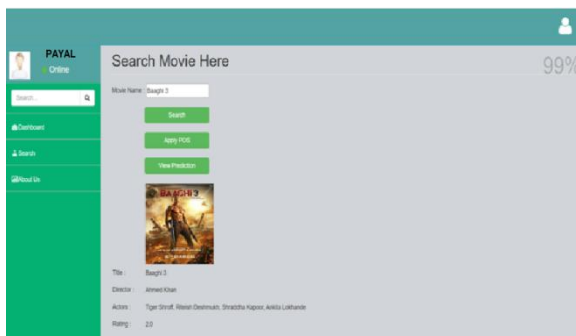 PAYAL
Online
Search...
Dashboard
Search
About Us
Search Movie Here
99%
Movie Name : Baaghi 3
Search
Apply POS
View Prediction
BAAGHI 3
Title : Baaghi 3
Director : Ahmed Khan
Actors : Tiger Shroff, Riteish Deshmukh, Shraddha Kapoor, Ankita Lokhande
Rating : 2.0